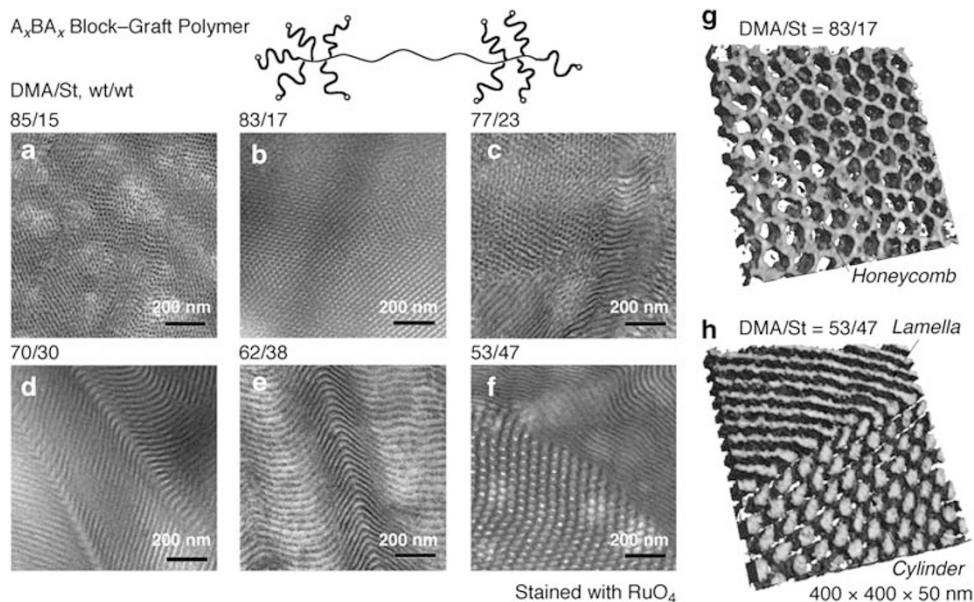 AₓBAₓ Block–Graft Polymer
DMA/St, wt/wt
85/15
83/17
77/23
a
b
c
200 nm
200 nm
200 nm
70/30
62/38
53/47
d
e
f
200 nm
200 nm
200 nm
Stained with RuO₄
g
DMA/St = 83/17
Honeycomb
h
DMA/St = 53/47
Lamella
Cylinder
400 × 400 × 50 nm